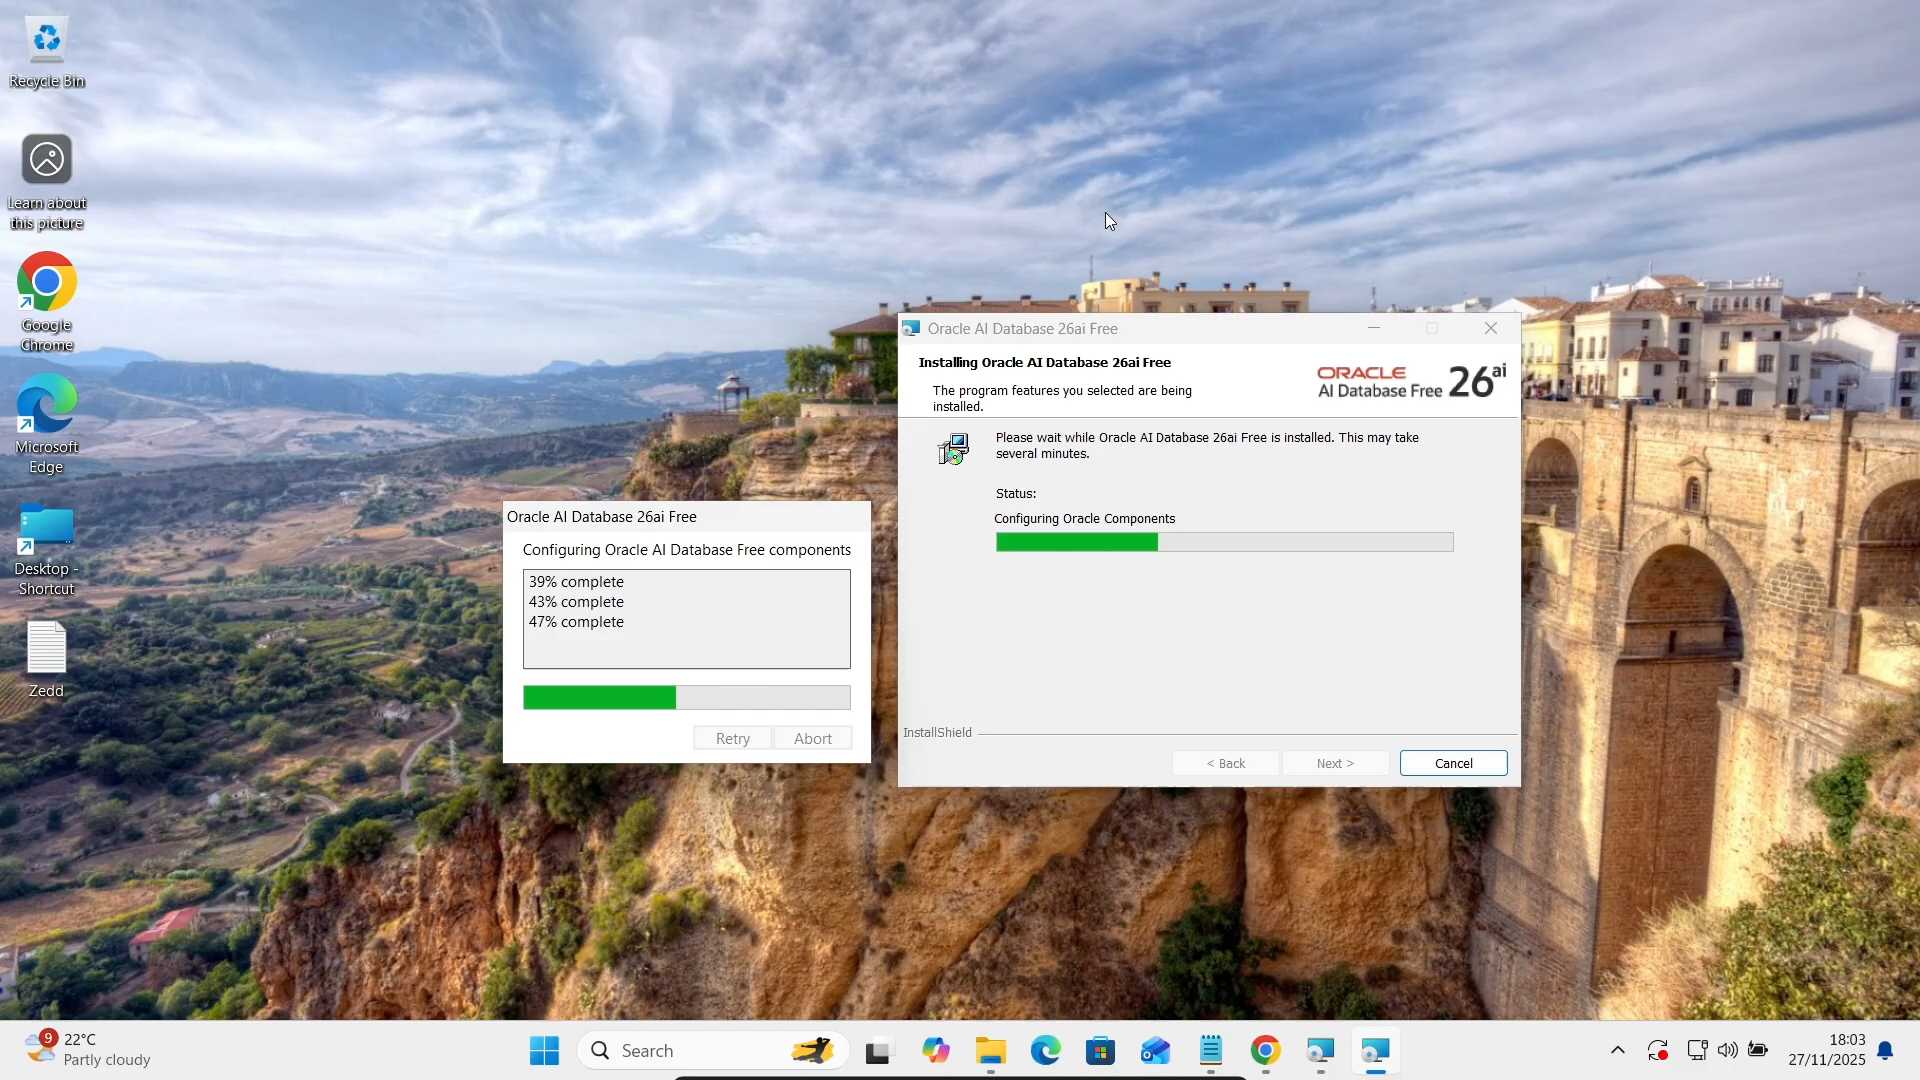 Recycle Bin
Learn about
this picture
Google
Chrome
Microsoft
Edge
Desktop -
Shortcut
Zedd
Oracle AI Database 26ai Free
Configuring Oracle AI Database Free components
39% complete
43% complete
47% complete
Retry
Abort
Oracle AI Database 26ai Free
Installing Oracle AI Database 26ai Free
The program features you selected are being
installed.
ORACLE
AI Database Free 26ai
Please wait while Oracle AI Database 26ai Free is installed. This may take
several minutes.
Status:
Configuring Oracle Components
InstallShield
< Back
Next >
Cancel
9
22°C
Partly cloudy
Search
18:03
27/11/2025